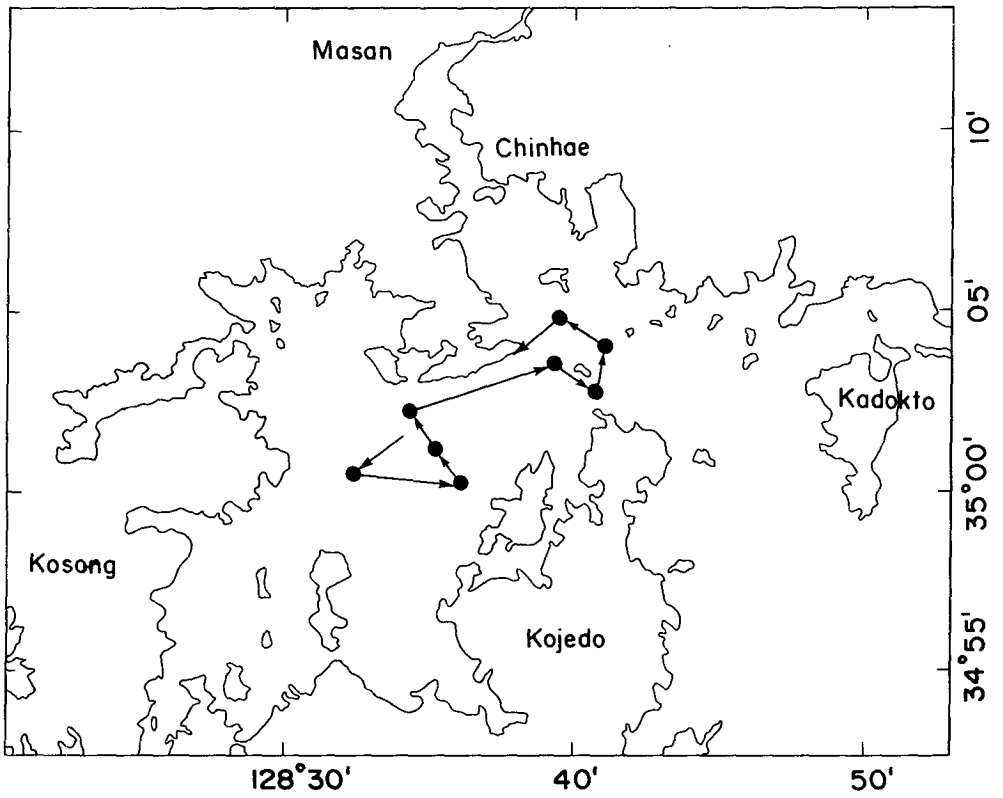 Masan
Chinhae
10'
05'
Kadokto
35°00'
Kosong
Kojedo
34°55'
128°30'
40'
50'